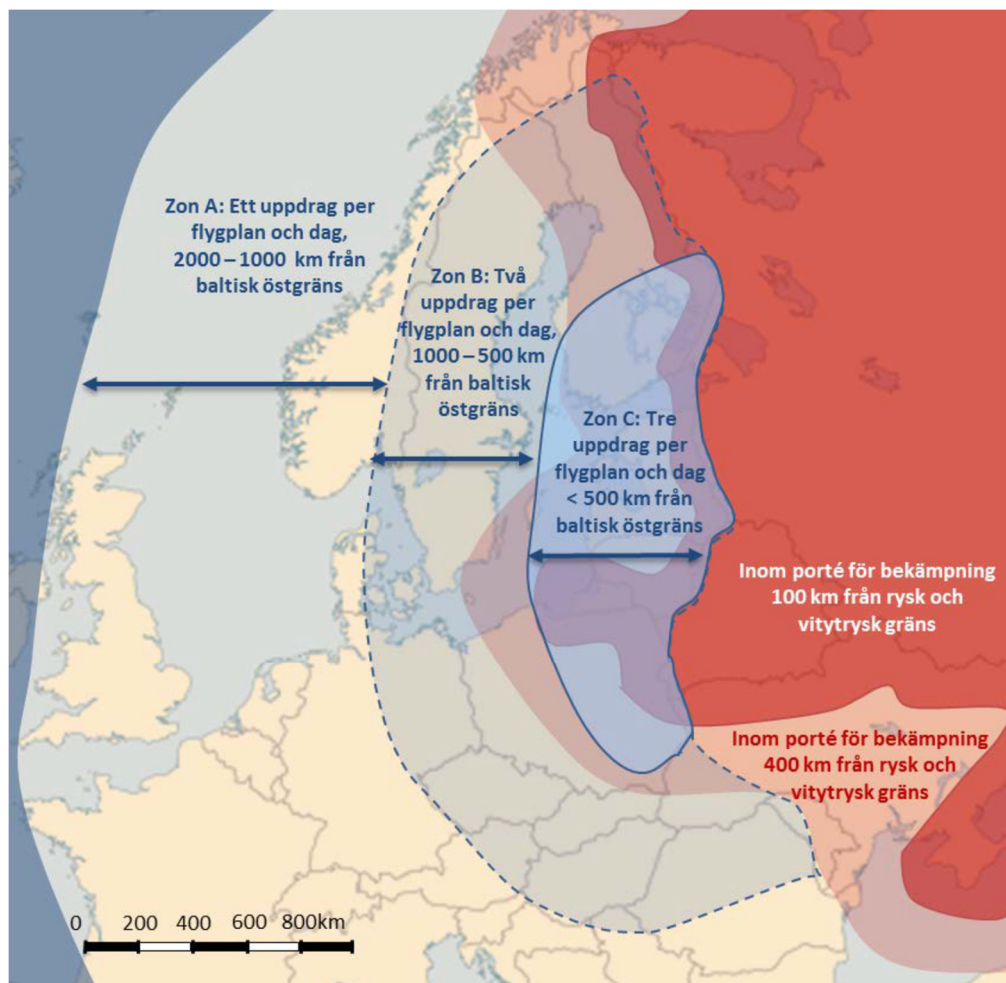 Zon A: Ett uppdrag per
flygplan och dag,
2000 – 1000 km från
baltisk östgräns
Zon B: Två
uppdrag per
flygplan och dag,
1000 – 500 km
från baltisk
östgräns
Zon C: Tre
uppdrag per
flygplan och dag
< 500 km från
baltisk östgräns
Inom porté för bekämpning
100 km från rysk och
vitytrysk gräns
Inom porté för bekämpning
400 km från rysk och
vitytrysk gräns
0 200 400 600 800km